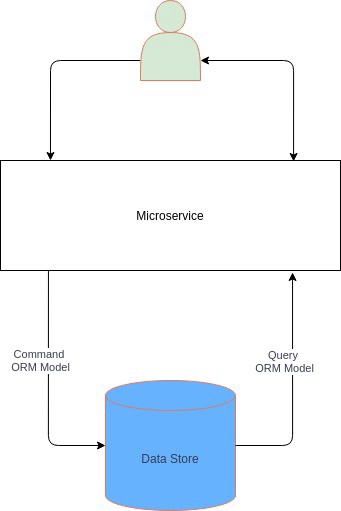 Microservice
Command
ORM Model
Query
ORM Model
Data Store